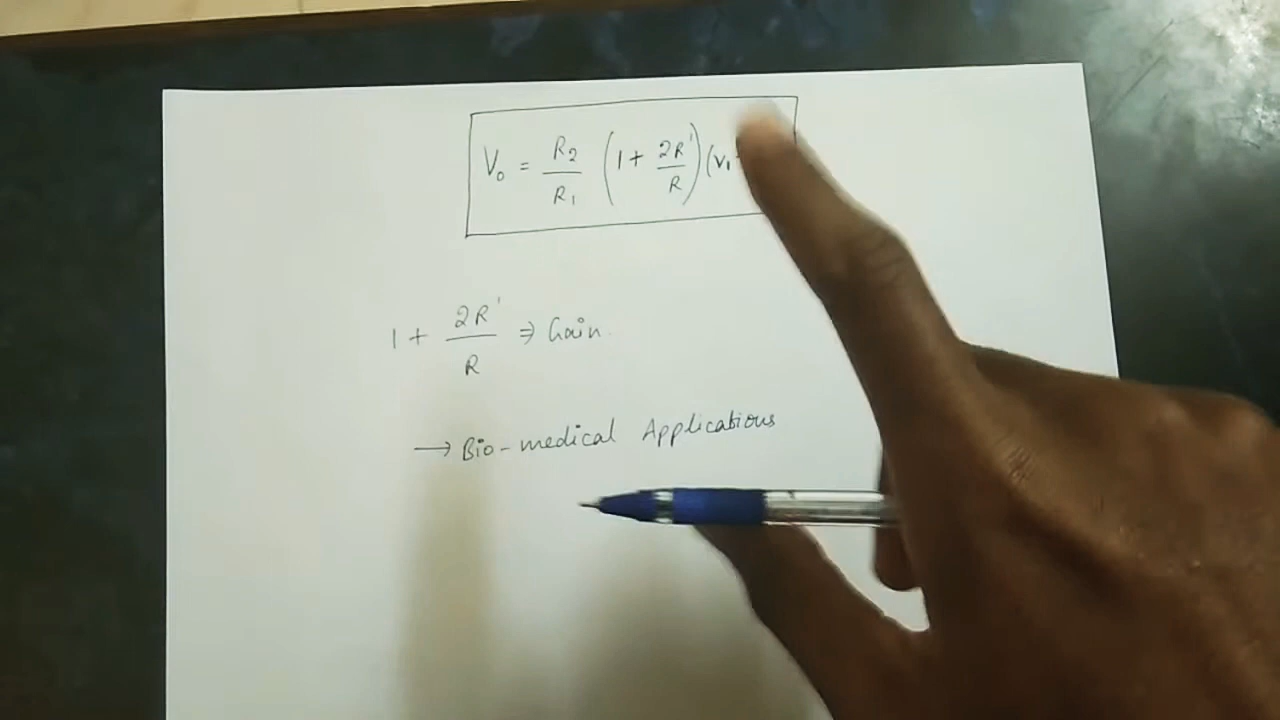 V₀ = R₂/R₁ (1 + 2R'/R) (V₁
1 + 2R'/R ⇒ Gain.
→ Bio-medical Applications